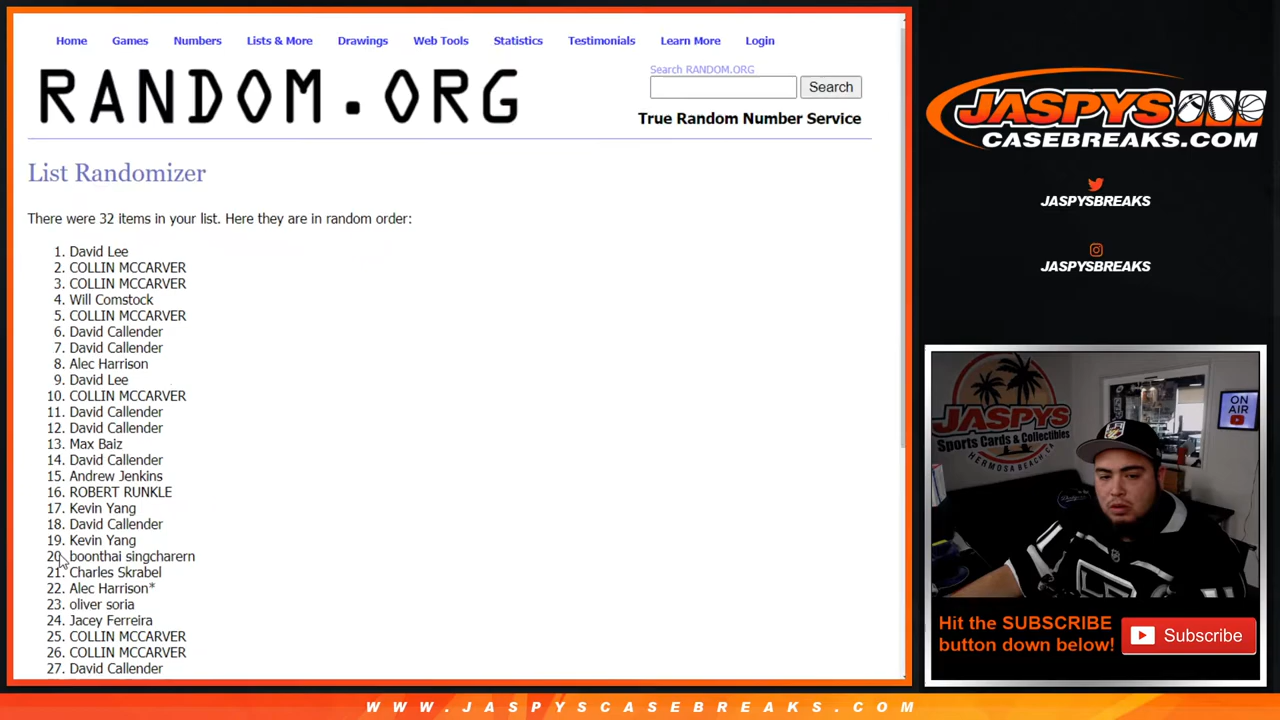 Home Games Numbers Lists & More Drawings Web Tools Statistics Testimonials Learn More Login
RANDOM.ORG
Search RANDOM.ORG
Search
True Random Number Service
List Randomizer
There were 32 items in your list. Here they are in random order:
1. David Lee
2. COLLIN MCCARVER
3. COLLIN MCCARVER
4. Will Comstock
5. COLLIN MCCARVER
6. David Callender
7. David Callender
8. Alec Harrison
9. David Lee
10. COLLIN MCCARVER
11. David Callender
12. David Callender
13. Max Baiz
14. David Callender
15. Andrew Jenkins
16. ROBERT RUNKLE
17. Kevin Yang
18. David Callender
19. Kevin Yang
20. boonthai singcharern
21. Charles Skrabel
22. Alec Harrison*
23. oliver soria
24. Jacey Ferreira
25. COLLIN MCCARVER
26. COLLIN MCCARVER
27. David Callender
JASPYS
CASEBREAKS.COM
JASPYSBREAKS
JASPYSBREAKS
JASPYS
Sports Cards & Collectibles
HERMOSA BEACH, CA
ON
AIR
Hit the SUBSCRIBE
button down below!
Subscribe
WWW.JASPYSCASEBREAKS.COM